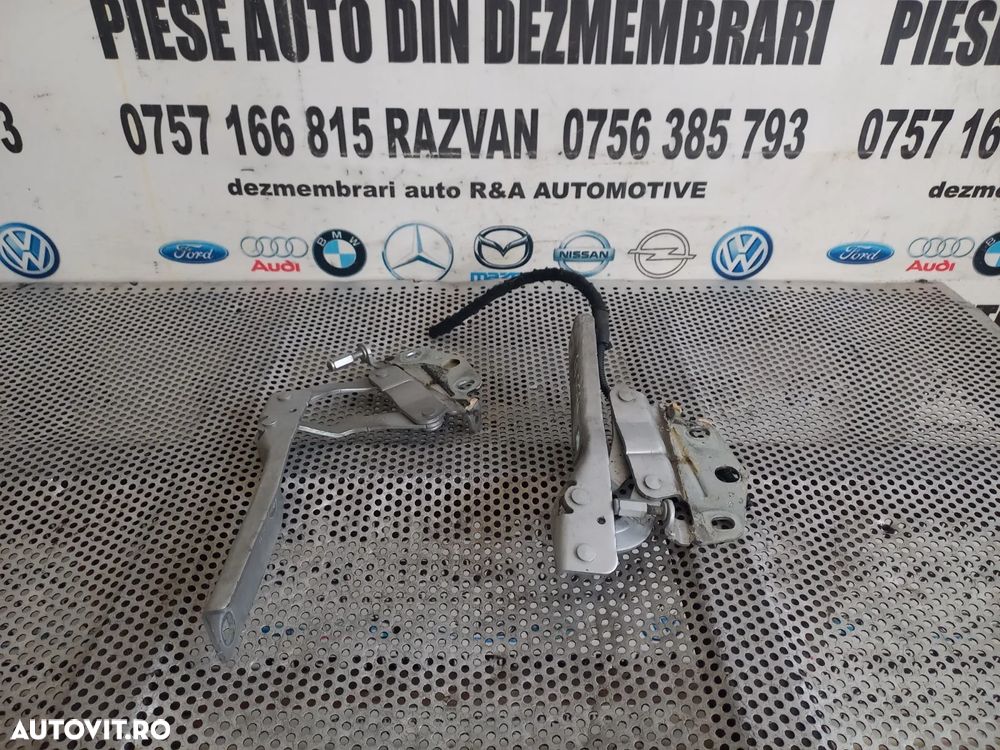 PIESE AUTO DIN DEZMEMBRARI PIESE
3 0757 166 815 RAZVAN 0756 385 793 0757 16
dezmembrari auto R&A AUTOMOTIVE dezme
Ford Audi BMW mazda NISSAN Ford Audi
AUTOVIT.RO